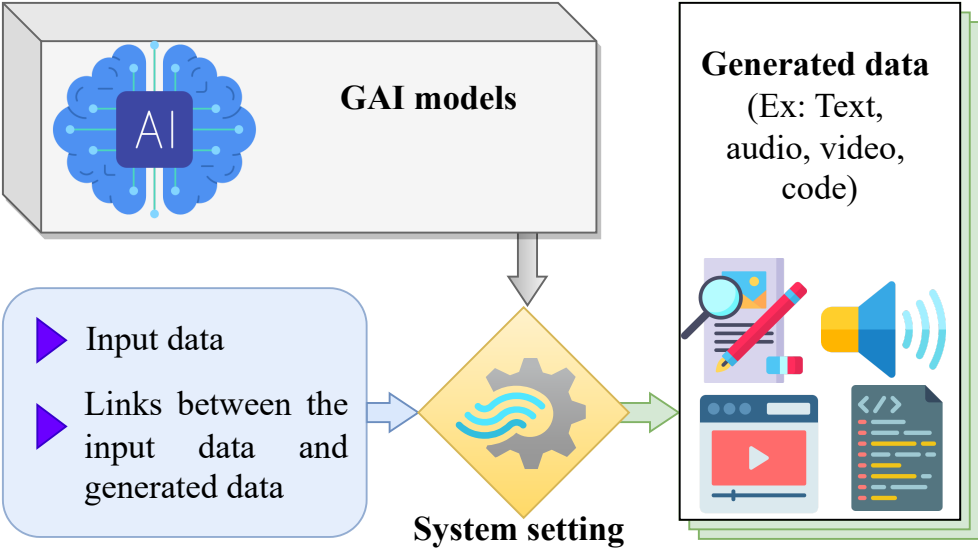 AI
GAI models
Generated data
(Ex: Text,
audio, video,
code)
Input data
Links between the
input data and
generated data
</>
System setting